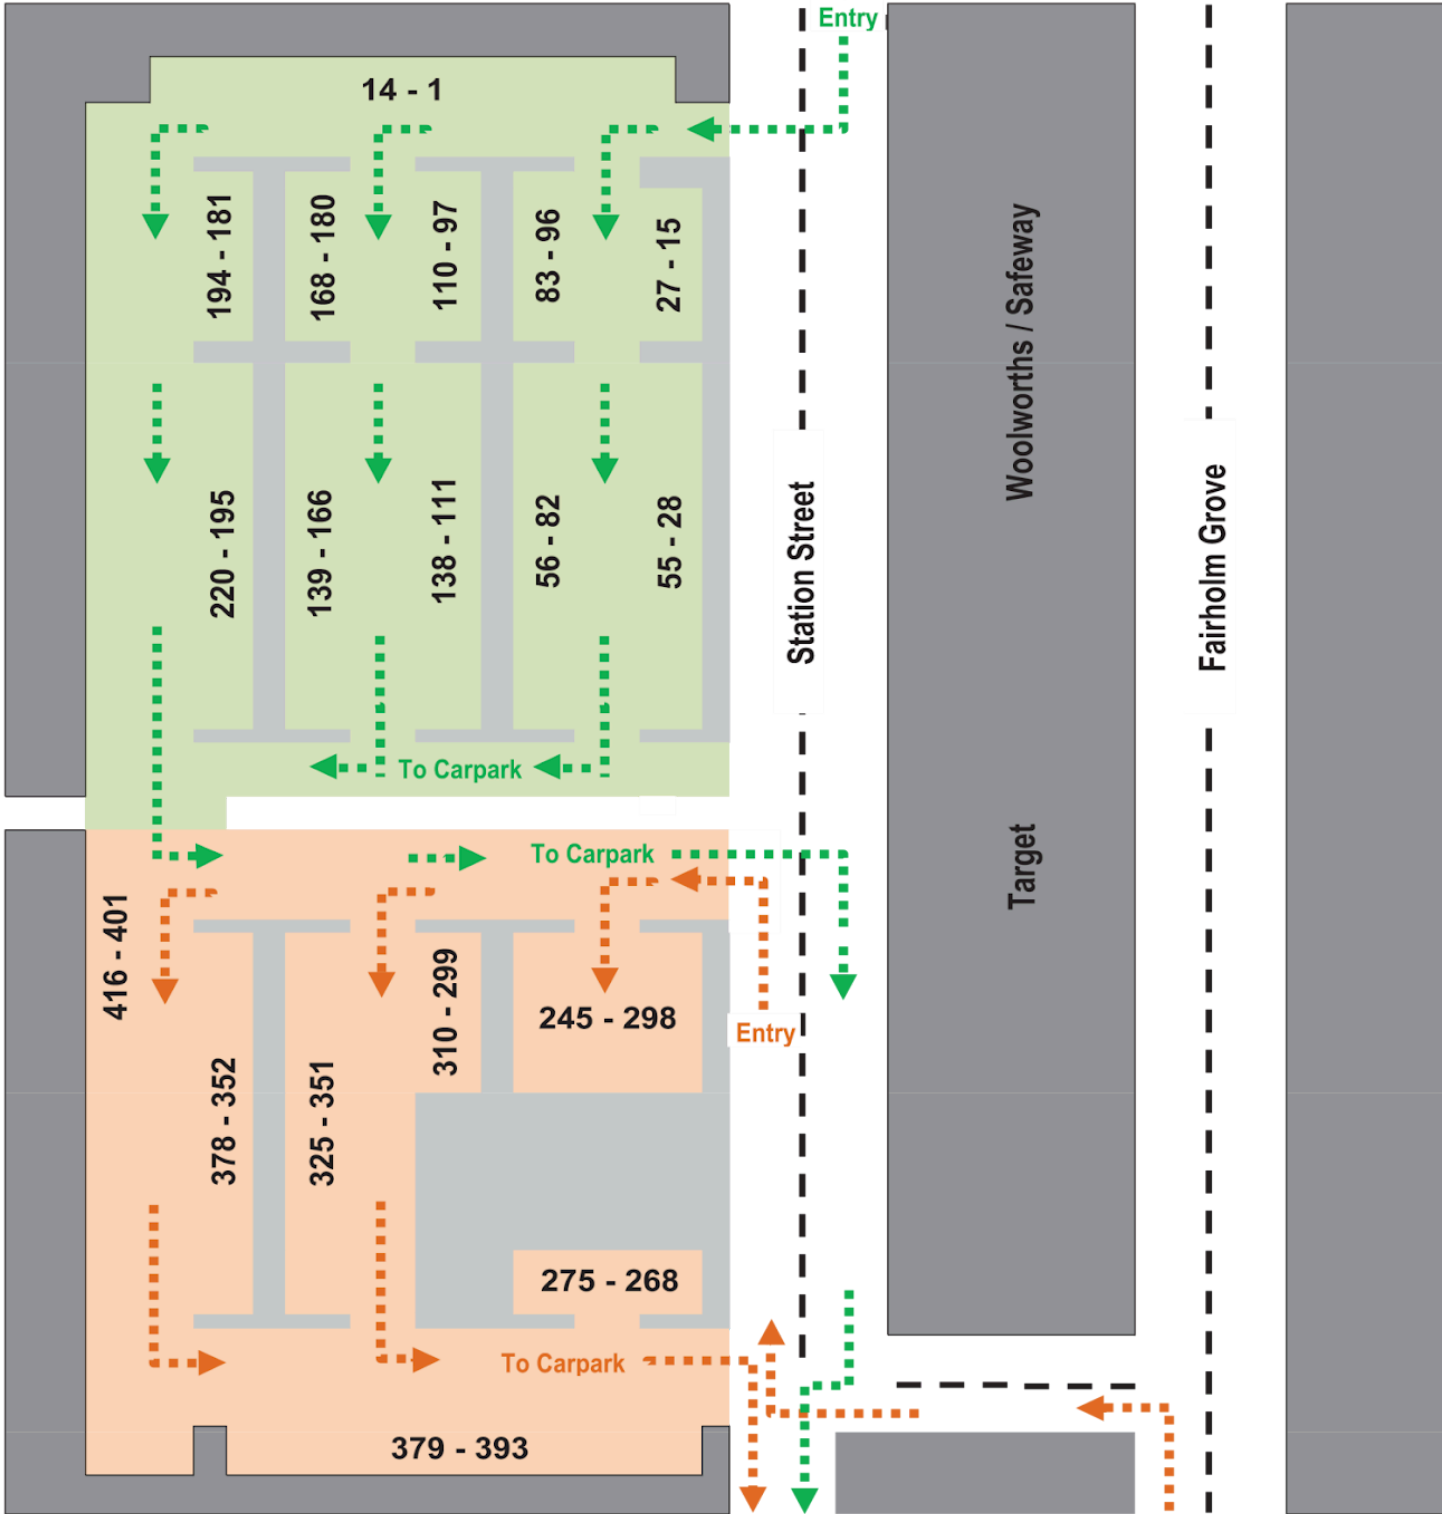 Entry
14 - 1
194 - 181
168 - 180
110 - 97
83 - 96
27 - 15
Woolworths / Safeway
220 - 195
139 - 166
138 - 111
56 - 82
55 - 28
Station Street
Fairholm Grove
To Carpark
To Carpark
Target
416 - 401
310 - 299
245 - 298
Entry
378 - 352
325 - 351
275 - 268
To Carpark
379 - 393